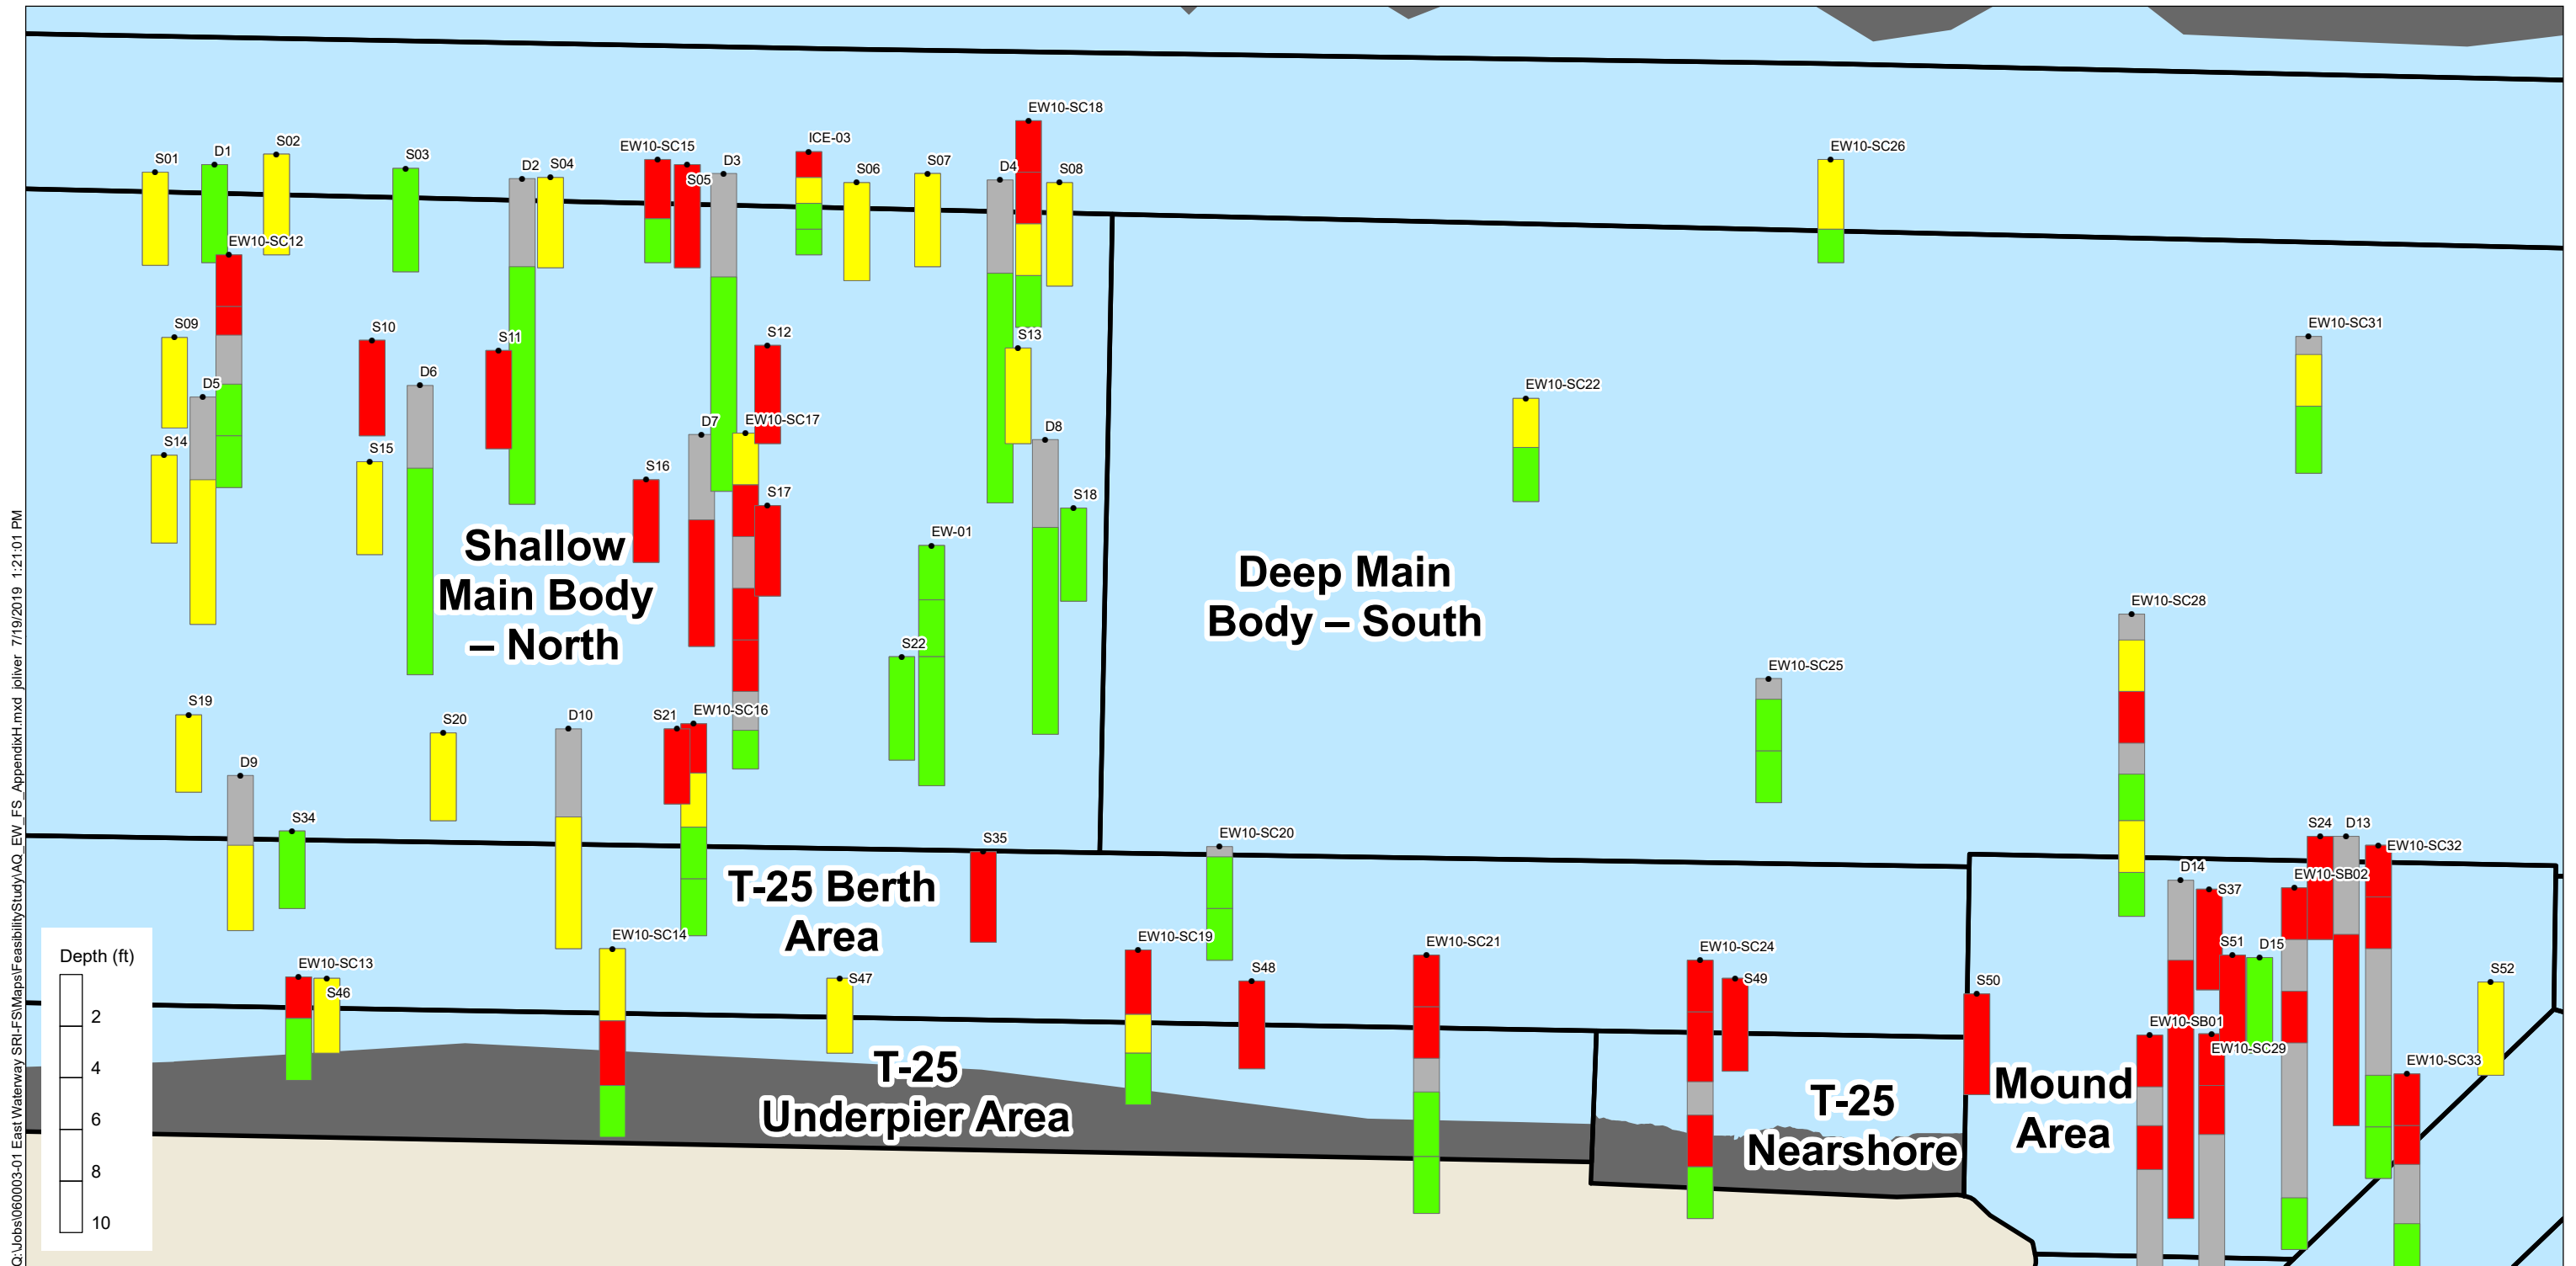 EW10-SC18
ICE-03
EW10-SC15
S02
D1
S01
S03
D2
S04
S05
D3
S06
S07
D4
S08
EW10-SC26
EW10-SC12
S09
S10
S11
S12
S13
EW10-SC31
D5
D6
EW10-SC22
S14
S15
D7
EW10-SC17
D8
S16
S17
S18
EW-01
Shallow
Main Body
– North
Deep Main
Body – South
EW10-SC28
S22
EW10-SC25
S19
S20
D10
S21
EW10-SC16
D9
S34
S35
EW10-SC20
S24
D13
EW10-SC32
D14
EW10-SB02
S37
T-25 Berth
Area
EW10-SC14
EW10-SC19
EW10-SC21
EW10-SC24
S51
D15
EW10-SC13
S46
S47
S48
S49
S50
S52
EW10-SB01
EW10-SC29
EW10-SC33
T-25
Underpier Area
T-25
Nearshore
Mound
Area
Depth (ft)
2
4
6
8
10
Q:\Jobs\060003-01 East Waterway SRI-FS\Maps\FeasibilityStudy\AQ_EW_FS_AppendixH.mxd joliver 7/19/2019 1:21:01 PM